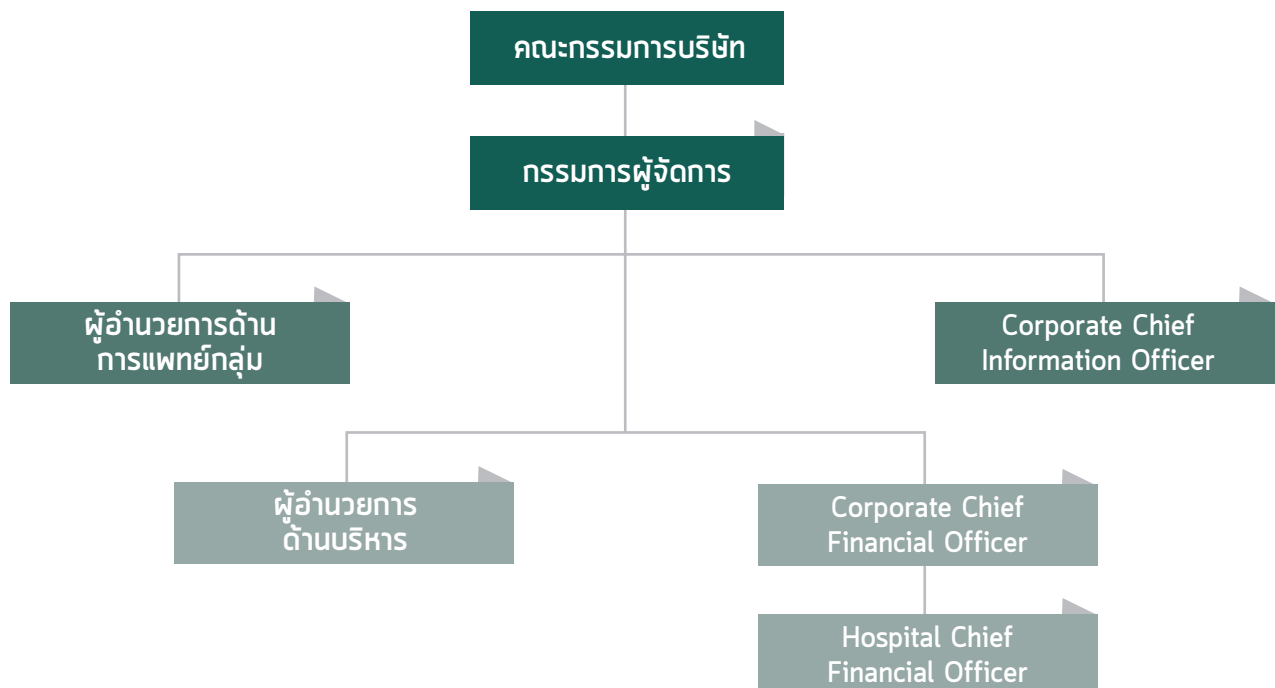 คณะกรรมการบริษัท
กรรมการผู้จัดการ
ผู้อำนวยการด้าน
การแพทย์กลุ่ม
Corporate Chief
Information Officer
ผู้อำนวยการ
ด้านบริหาร
Corporate Chief
Financial Officer
Hospital Chief
Financial Officer